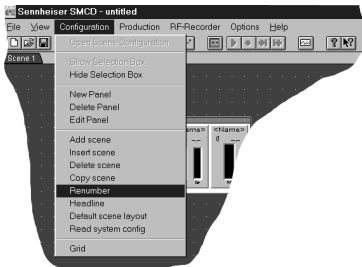 Sennheiser SMCD - untitled
File View Configuration Production RF-Recorder Options Help
Open Scene Configuration
Scene 1
Show Selection Box
Hide Selection Box
New Panel
Delete Panel
Edit Panel
Add scene
Insert scene
Delete scene
Copy scene
Renumber
Headline
Default scene layout
Read system config
Grid
ame> <Name>
0